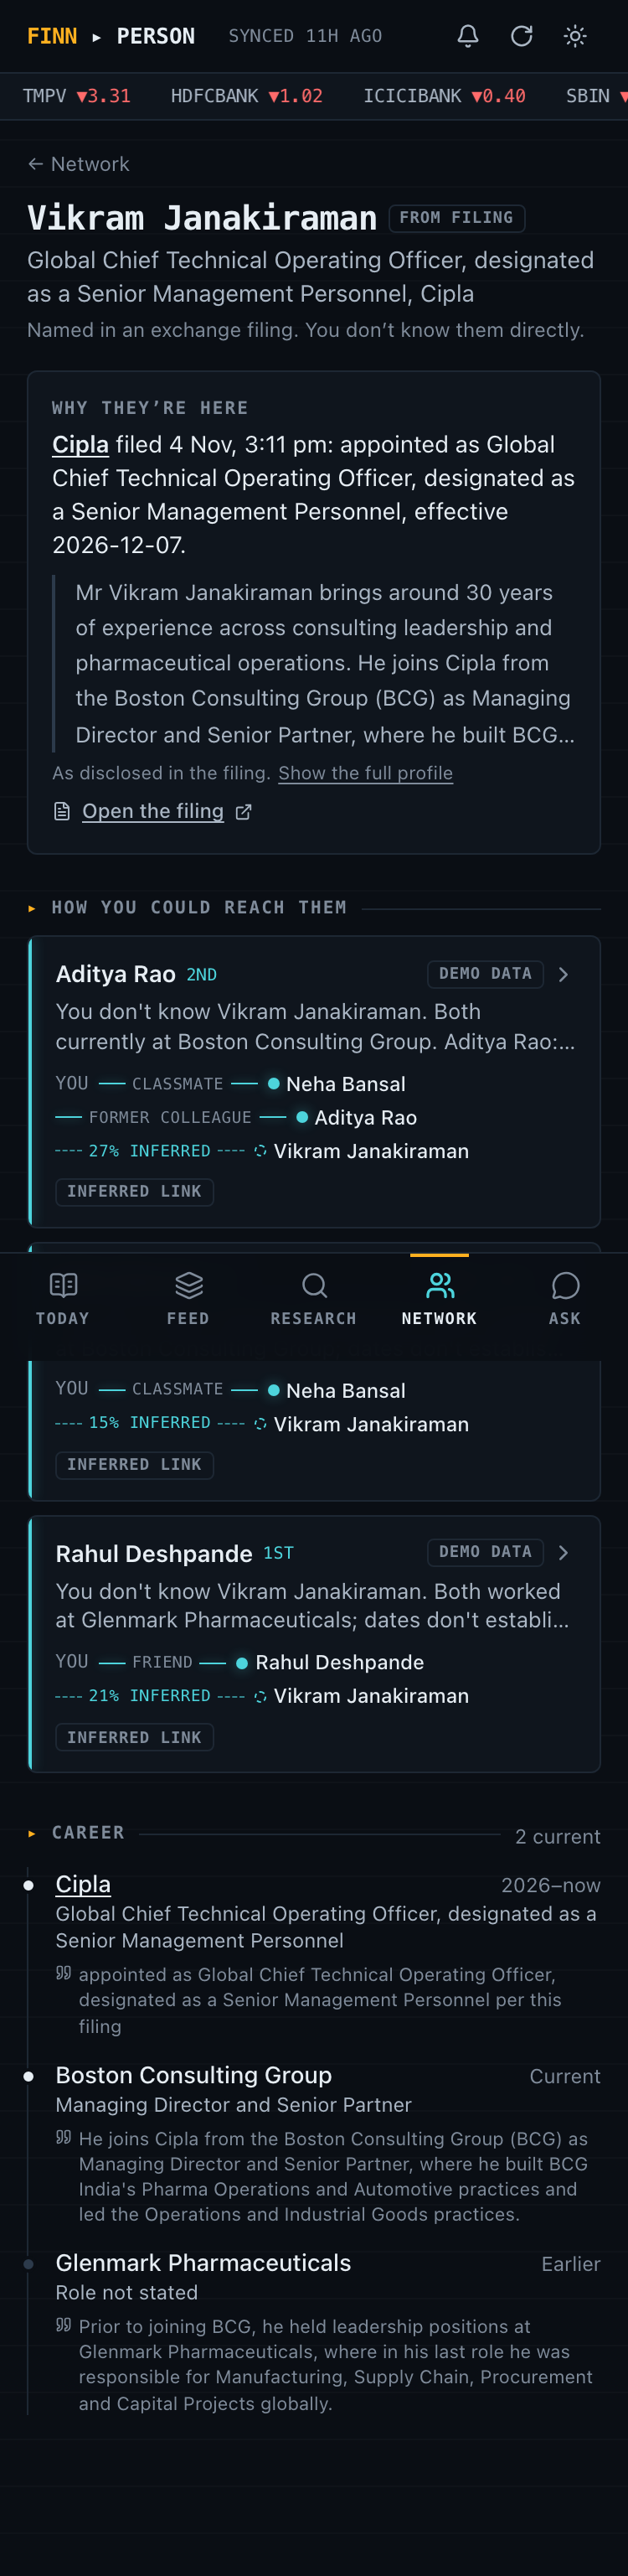 FINN ▸ PERSON SYNCED 11H AGO
TMPV ▼3.31 HDFCBANK ▼1.02 ICICIBANK ▼0.40 SBIN
← Network
Vikram Janakiraman FROM FILING
Global Chief Technical Operating Officer, designated
as a Senior Management Personnel, Cipla
Named in an exchange filing. You don’t know them directly.
WHY THEY’RE HERE
Cipla filed 4 Nov, 3:11 pm: appointed as Global
Chief Technical Operating Officer, designated as
a Senior Management Personnel, effective
2026-12-07.
Mr Vikram Janakiraman brings around 30 years
of experience across consulting leadership and
pharmaceutical operations. He joins Cipla from
the Boston Consulting Group (BCG) as Managing
Director and Senior Partner, where he built BCG...
As disclosed in the filing. Show the full profile
Open the filing
▸ HOW YOU COULD REACH THEM
Aditya Rao 2ND DEMO DATA
You don't know Vikram Janakiraman. Both
currently at Boston Consulting Group. Aditya Rao:...
YOU CLASSMATE Neha Bansal
FORMER COLLEAGUE Aditya Rao
27% INFERRED Vikram Janakiraman
INFERRED LINK
TODAY FEED RESEARCH NETWORK ASK
YOU CLASSMATE Neha Bansal
15% INFERRED Vikram Janakiraman
INFERRED LINK
Rahul Deshpande 1ST DEMO DATA
You don't know Vikram Janakiraman. Both worked
at Glenmark Pharmaceuticals; dates don't establi...
YOU FRIEND Rahul Deshpande
21% INFERRED Vikram Janakiraman
INFERRED LINK
▸ CAREER 2 current
Cipla 2026–now
Global Chief Technical Operating Officer, designated as a
Senior Management Personnel
appointed as Global Chief Technical Operating Officer,
designated as a Senior Management Personnel per this
filing
Boston Consulting Group Current
Managing Director and Senior Partner
He joins Cipla from the Boston Consulting Group (BCG) as
Managing Director and Senior Partner, where he built BCG
India's Pharma Operations and Automotive practices and
led the Operations and Industrial Goods practices.
Glenmark Pharmaceuticals Earlier
Role not stated
Prior to joining BCG, he held leadership positions at
Glenmark Pharmaceuticals, where in his last role he was
responsible for Manufacturing, Supply Chain, Procurement
and Capital Projects globally.